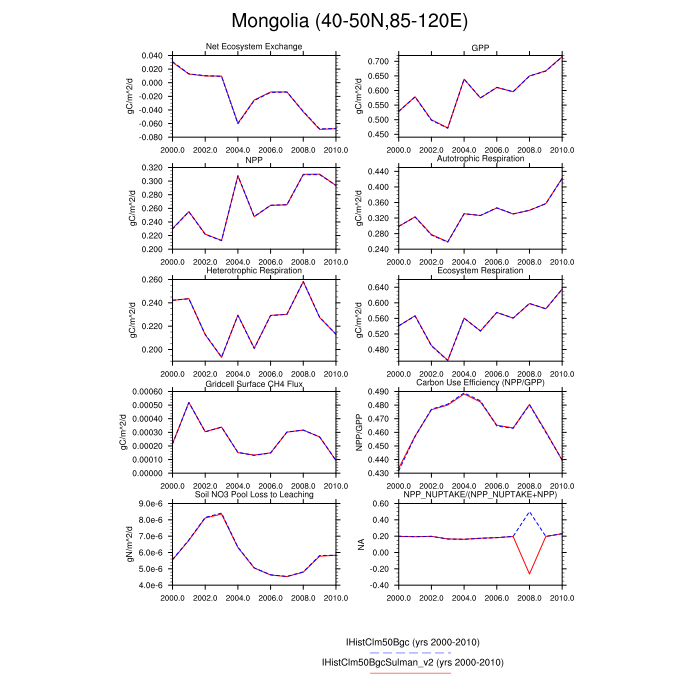 Mongolia (40-50N,85-120E)
Net Ecosystem Exchange
gC/m^2/d
0.040
0.040
0.020
0.000
-0.000
-0.040
-0.060
-0.080
2000.0 2002.0 2004.0 2006.0 2008.0 2010.0
GPP
gC/m^2/d
0.700
0.650
0.600
0.550
0.500
0.450
2000.0 2002.0 2004.0 2006.0 2008.0 2010.0
NPP
gC/m^2/d
0.320
0.300
0.280
0.260
0.240
0.220
0.200
2000.0 2002.0 2004.0 2006.0 2008.0 2010.0
Autotrophic Respiration
gC/m^2/d
0.440
0.400
0.360
0.320
0.280
0.240
2000.0 2002.0 2004.0 2006.0 2008.0 2010.0
Heterotrophic Respiration
gC/m^2/d
0.260
0.240
0.220
0.200
2000.0 2002.0 2004.0 2006.0 2008.0 2010.0
Ecosystem Respiration
gC/m^2/d
0.640
0.600
0.560
0.520
0.480
2000.0 2002.0 2004.0 2006.0 2008.0 2010.0
Gridcell Surface CH4 Flux
gC/m^2/d
0.00060
0.00050
0.00040
0.00030
0.00020
0.00010
0.00000
2000.0 2002.0 2004.0 2006.0 2008.0 2010.0
Carbon Use Efficiency (NPP/GPP)
NPP/GPP
0.490
0.480
0.470
0.460
0.450
0.440
0.430
2000.0 2002.0 2004.0 2006.0 2008.0 2010.0
Soil NO3 Pool Loss to Leaching
gN/m^2/d
9.0e-6
8.0e-6
7.0e-6
6.0e-6
5.0e-6
4.0e-6
2000.0 2002.0 2004.0 2006.0 2008.0 2010.0
NPP_NUPTAKE/(NPP_NUPTAKE+NPP)
NA
0.60
0.40
0.20
0.00
-0.20
-0.40
2000.0 2002.0 2004.0 2006.0 2008.0 2010.0
IHistClm50Bgc (yrs 2000-2010)
IHistClm50BgcSulman_v2 (yrs 2000-2010)